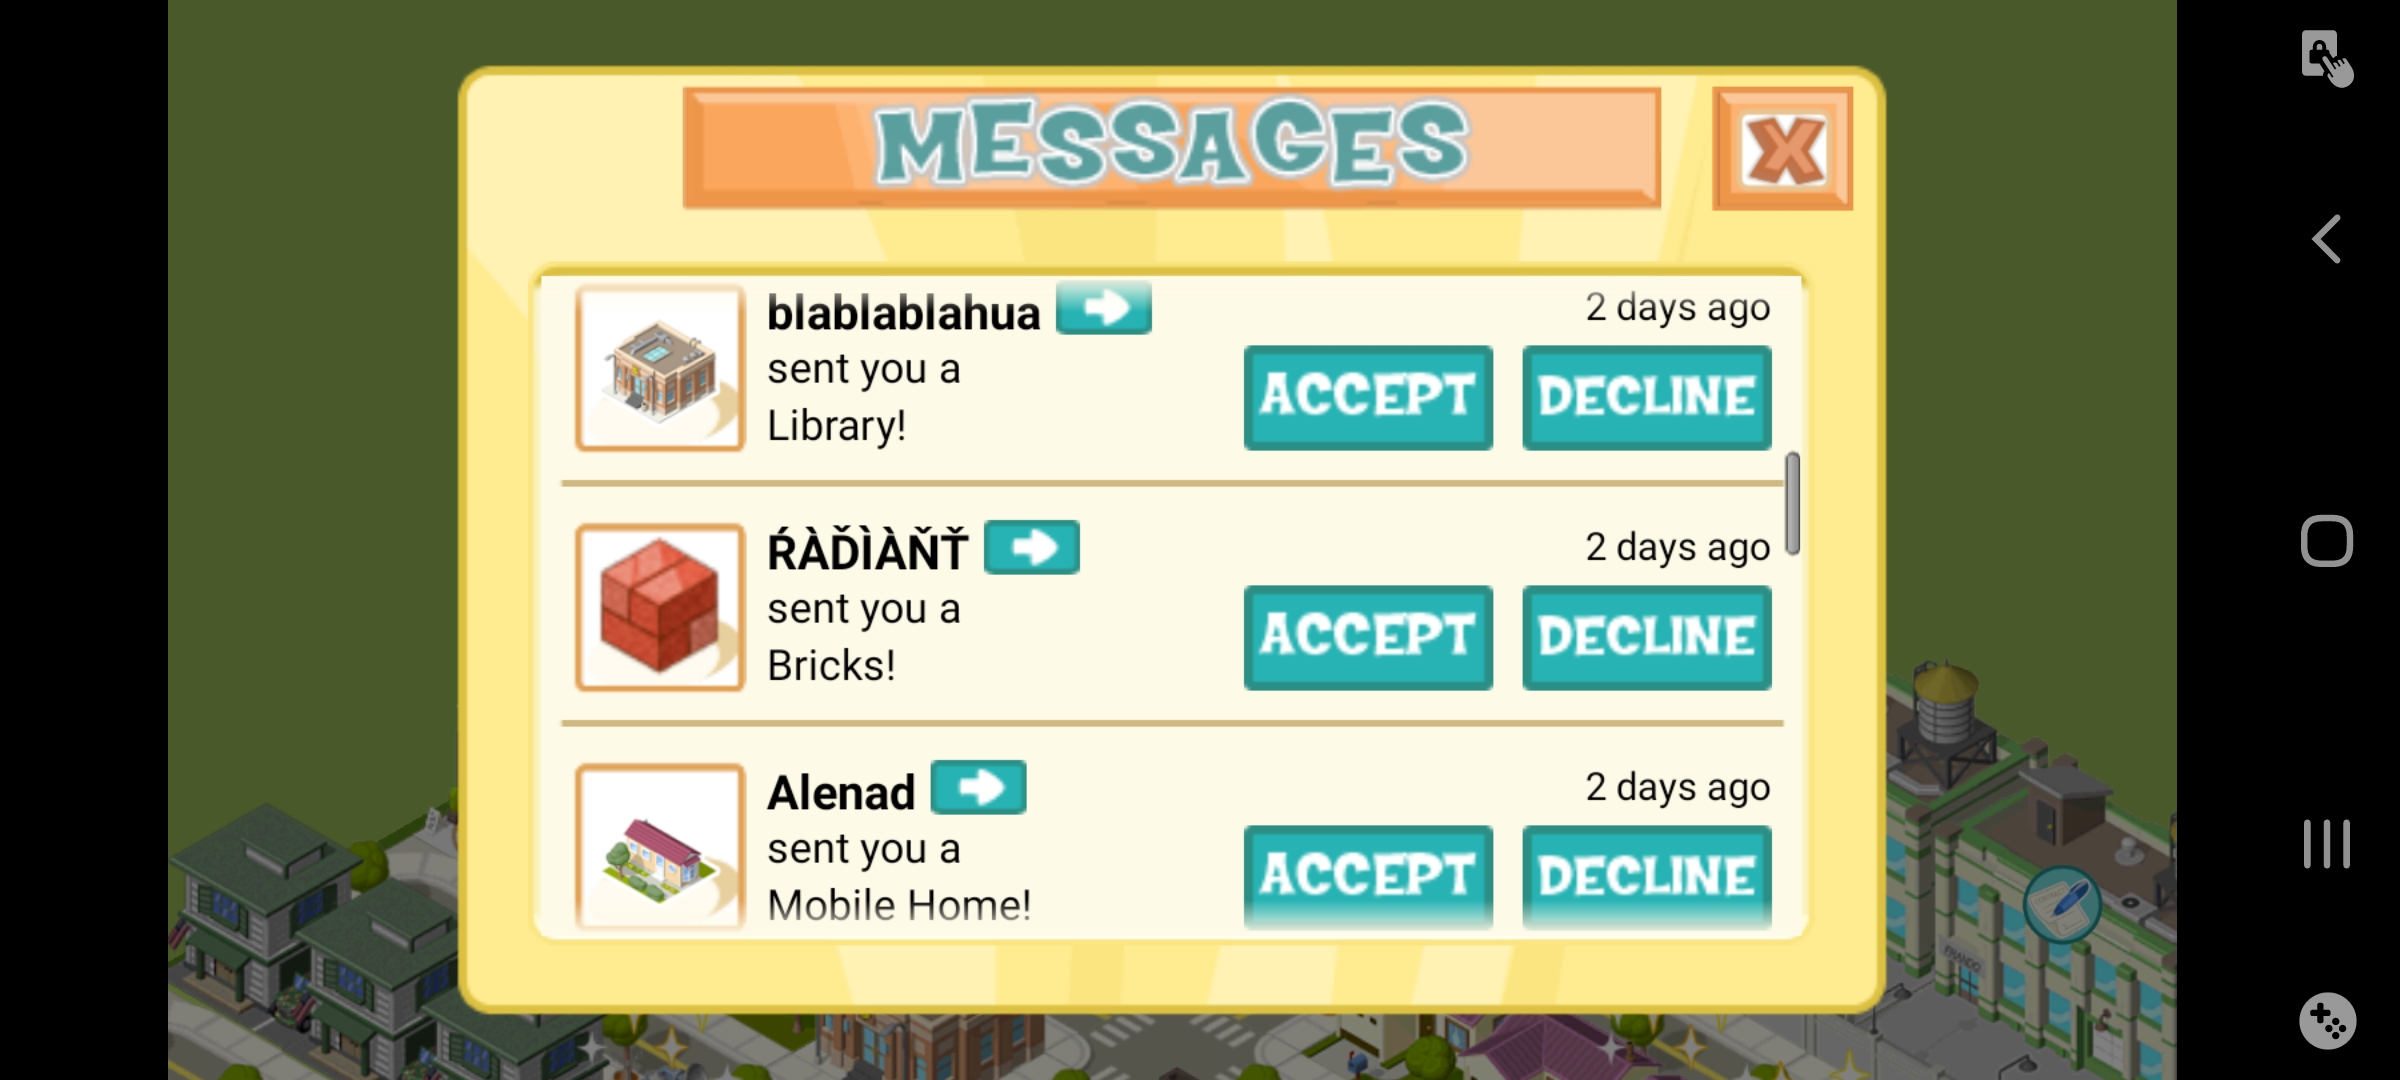 MESSAGES
X
blablablahua
2 days ago
sent you a
Library!
ACCEPT DECLINE
ŔÀĎÌÀŇŤ
2 days ago
sent you a
Bricks!
ACCEPT DECLINE
Alenad
2 days ago
sent you a
Mobile Home!
ACCEPT DECLINE